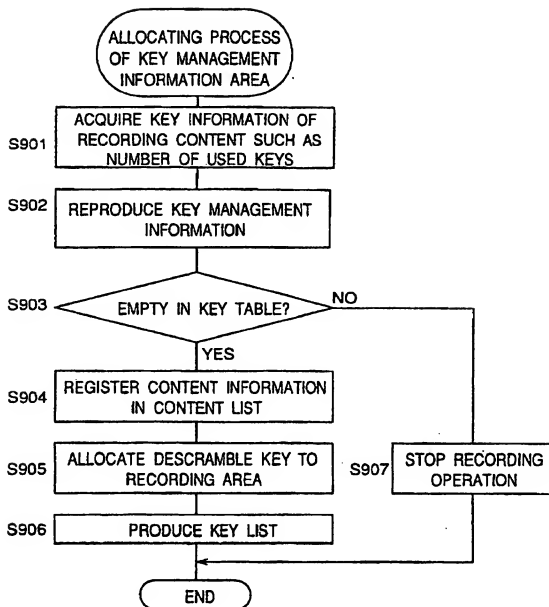 ALLOCATING PROCESS
OF KEY MANAGEMENT
INFORMATION AREA
S901
ACQUIRE KEY INFORMATION OF
RECORDING CONTENT SUCH AS
NUMBER OF USED KEYS
S902
REPRODUCE KEY MANAGEMENT
INFORMATION
S903
EMPTY IN KEY TABLE?
NO
YES
S904
REGISTER CONTENT INFORMATION
IN CONTENT LIST
S905
ALLOCATE DESCRAMBLE KEY TO
RECORDING AREA
S907
STOP RECORDING
OPERATION
S906
PRODUCE KEY LIST
END